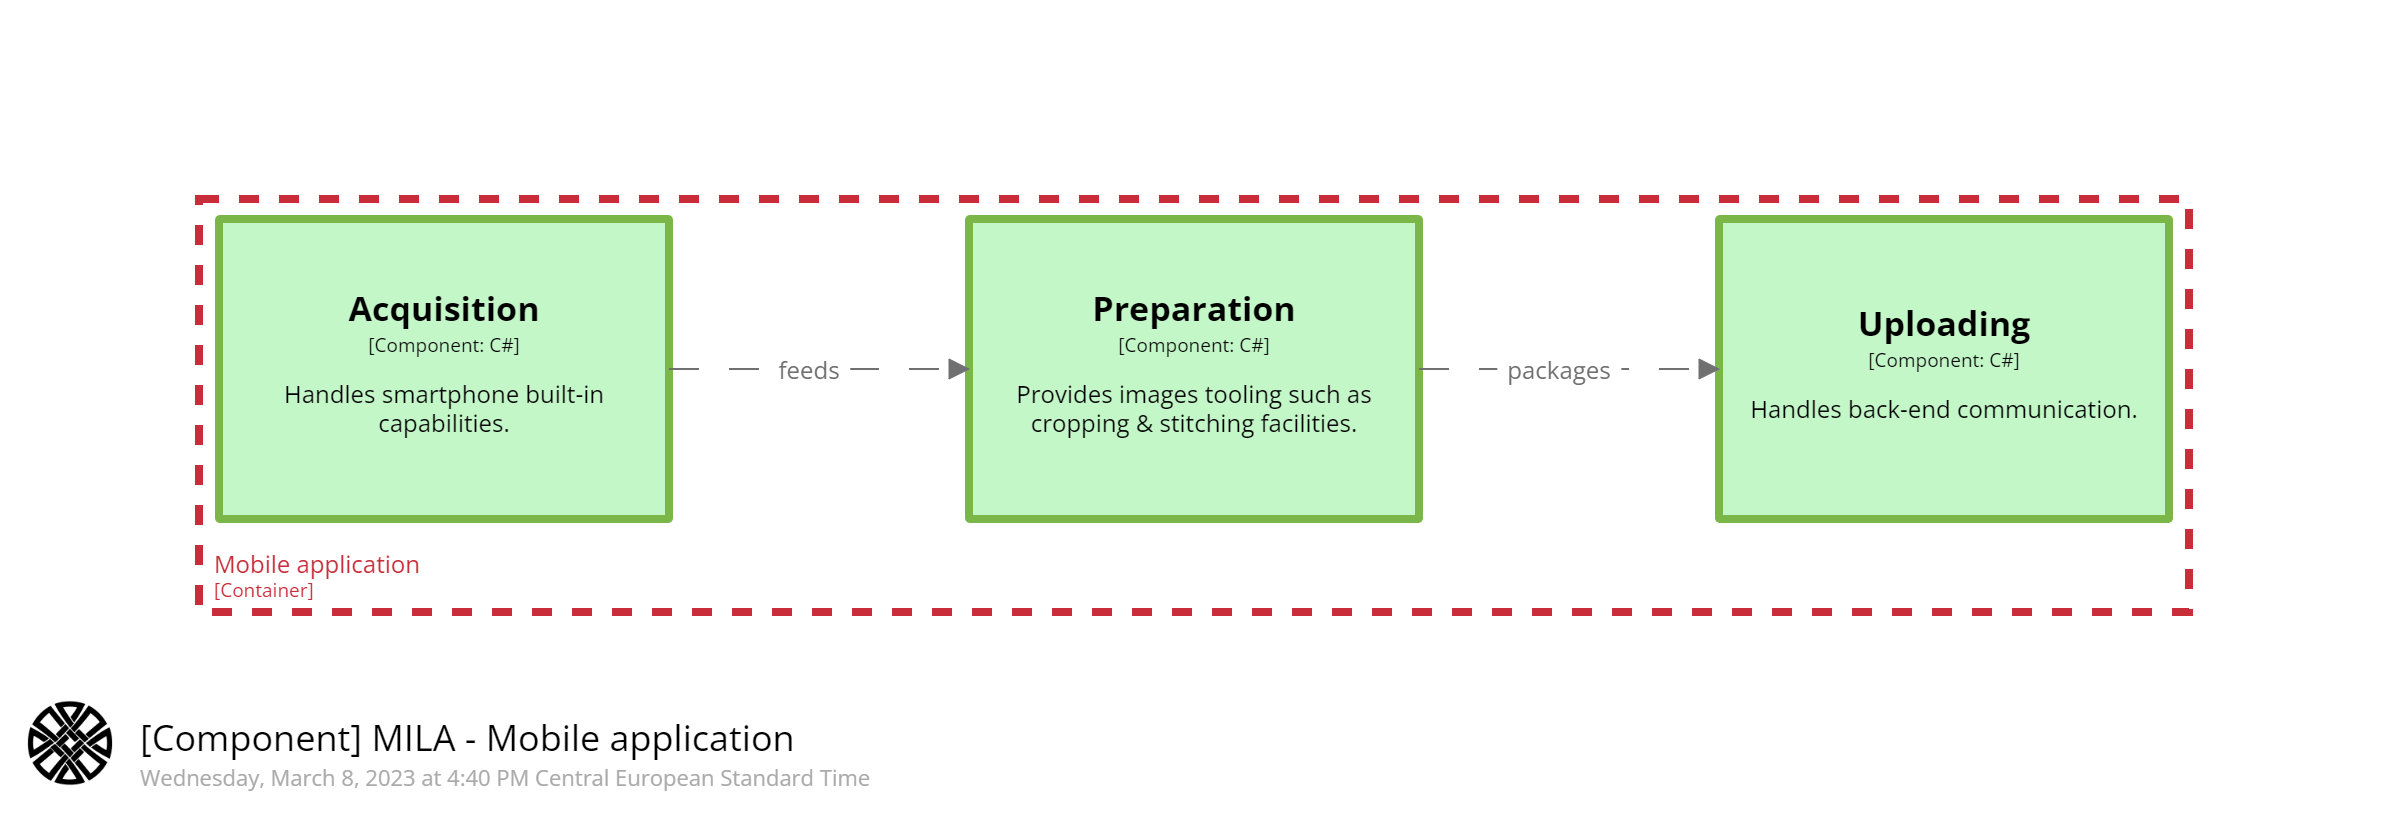 Acquisition
[Component: C#]
Handles smartphone built-in
capabilities.
feeds
Preparation
[Component: C#]
Provides images tooling such as
cropping & stitching facilities.
packages
Uploading
[Component: C#]
Handles back-end communication.
Mobile application
[Container]
[Component] MILA - Mobile application
Wednesday, March 8, 2023 at 4:40 PM Central European Standard Time